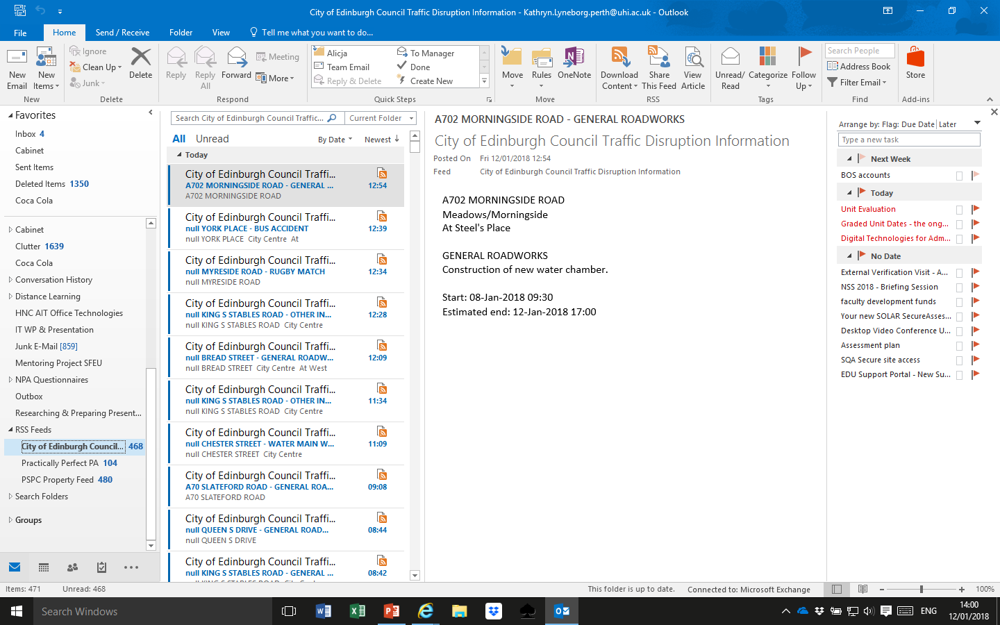 City of Edinburgh Council Traffic Disruption Information - Kathryn.Lyneborg.perth@uhi.ac.uk - Outlook
File Home Send / Receive Folder View Tell me what you want to do...
New Email
New Items
Ignore
Clean Up
Junk
Delete
Reply
Reply All
Forward
Meeting
More
Alicja
Team Email
Reply & Delete
To Manager
Done
Create New
Move
Rules
OneNote
Download Content
Share This Feed
View Article
Unread/ Read
Categorize
Follow Up
Search People
Address Book
Filter Email
Store
New Delete Respond Quick Steps Move RSS Tags Find Add-ins
Favorites
Inbox 4
Cabinet
Sent Items
Deleted Items 1350
Coca Cola
Cabinet
Clutter 1639
Coca Cola
Conversation History
Distance Learning
HNC AIT Office Technologies
IT WP & Presentation
Junk E-Mail [859]
Mentoring Project SFEU
NPA Questionnaires
Outbox
Researching & Preparing Present...
RSS Feeds
City of Edinburgh Council... 468
Practically Perfect PA 104
PSPC Property Feed 480
Search Folders
Groups
Search City of Edinburgh Council Traffic... Current Folder
All Unread By Date Newest
Today
City of Edinburgh Council Traffi...
A702 MORNINGSIDE ROAD - GENERAL ... 12:54
A702 MORNINGSIDE ROAD
City of Edinburgh Council Traffi...
null YORK PLACE - BUS ACCIDENT 12:39
null YORK PLACE City Centre At
City of Edinburgh Council Traffi...
null MYRESIDE ROAD - RUGBY MATCH 12:34
null MYRESIDE ROAD
City of Edinburgh Council Traffi...
null KING S STABLES ROAD - OTHER IN... 12:28
null KING S STABLES ROAD City Centre
City of Edinburgh Council Traffi...
null BREAD STREET - GENERAL ROADW... 12:09
null BREAD STREET City Centre At West
City of Edinburgh Council Traffi...
null KING S STABLES ROAD - OTHER IN... 11:34
null KING S STABLES ROAD City Centre
City of Edinburgh Council Traffi...
null CHESTER STREET - WATER MAIN W... 11:09
null CHESTER STREET City Centre
City of Edinburgh Council Traffi...
A70 SLATEFORD ROAD - GENERAL ROA... 09:08
A70 SLATEFORD ROAD
City of Edinburgh Council Traffi...
null QUEEN S DRIVE - GENERAL ROAD... 08:44
null QUEEN S DRIVE
City of Edinburgh Council Traffi...
null KING S STABLES ROAD - GENERAL ... 08:42
A702 MORNINGSIDE ROAD - GENERAL ROADWORKS
City of Edinburgh Council Traffic Disruption Information
Posted On Fri 12/01/2018 12:54
Feed City of Edinburgh Council Traffic Disruption Information
A702 MORNINGSIDE ROAD
Meadows/Morningside
At Steel's Place
GENERAL ROADWORKS
Construction of new water chamber.
Start: 08-Jan-2018 09:30
Estimated end: 12-Jan-2018 17:00
Arrange by: Flag: Due Date Later
Type a new task
Next Week
BOS accounts
Today
Unit Evaluation
Graded Unit Dates - the ong...
Digital Technologies for Adm...
No Date
External Verification Visit - A...
NSS 2018 - Briefing Session
faculty development funds
Your new SOLAR SecureAsses...
Desktop Video Conference U...
Assessment plan
SQA Secure site access
EDU Support Portal - New Su...
Items: 471 Unread: 468 This folder is up to date. Connected to: Microsoft Exchange 100%
Search Windows ENG 14:00
12/01/2018